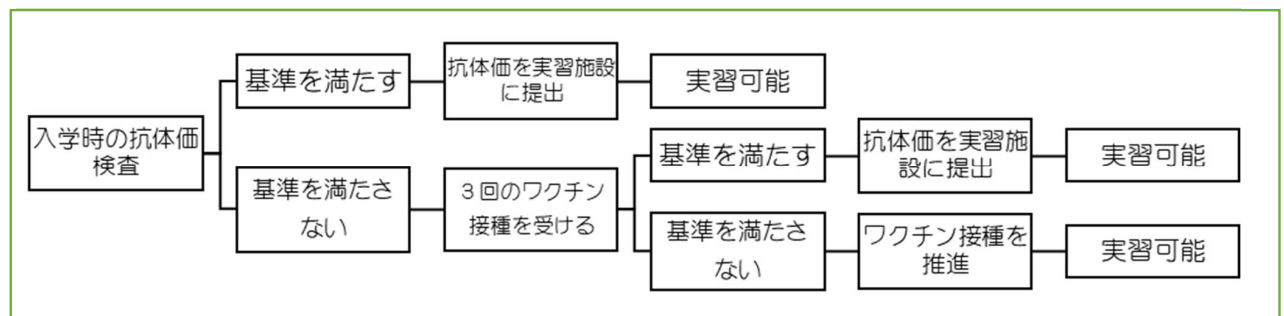 入学時の抗体価
検査
基準を満たす
抗体価を実習施設
に提出
実習可能
基準を満たさ
ない
３回のワクチン
接種を受ける
基準を満たす
抗体価を実習施
設に提出
実習可能
基準を満たさ
ない
ワクチン接種を
推進
実習可能